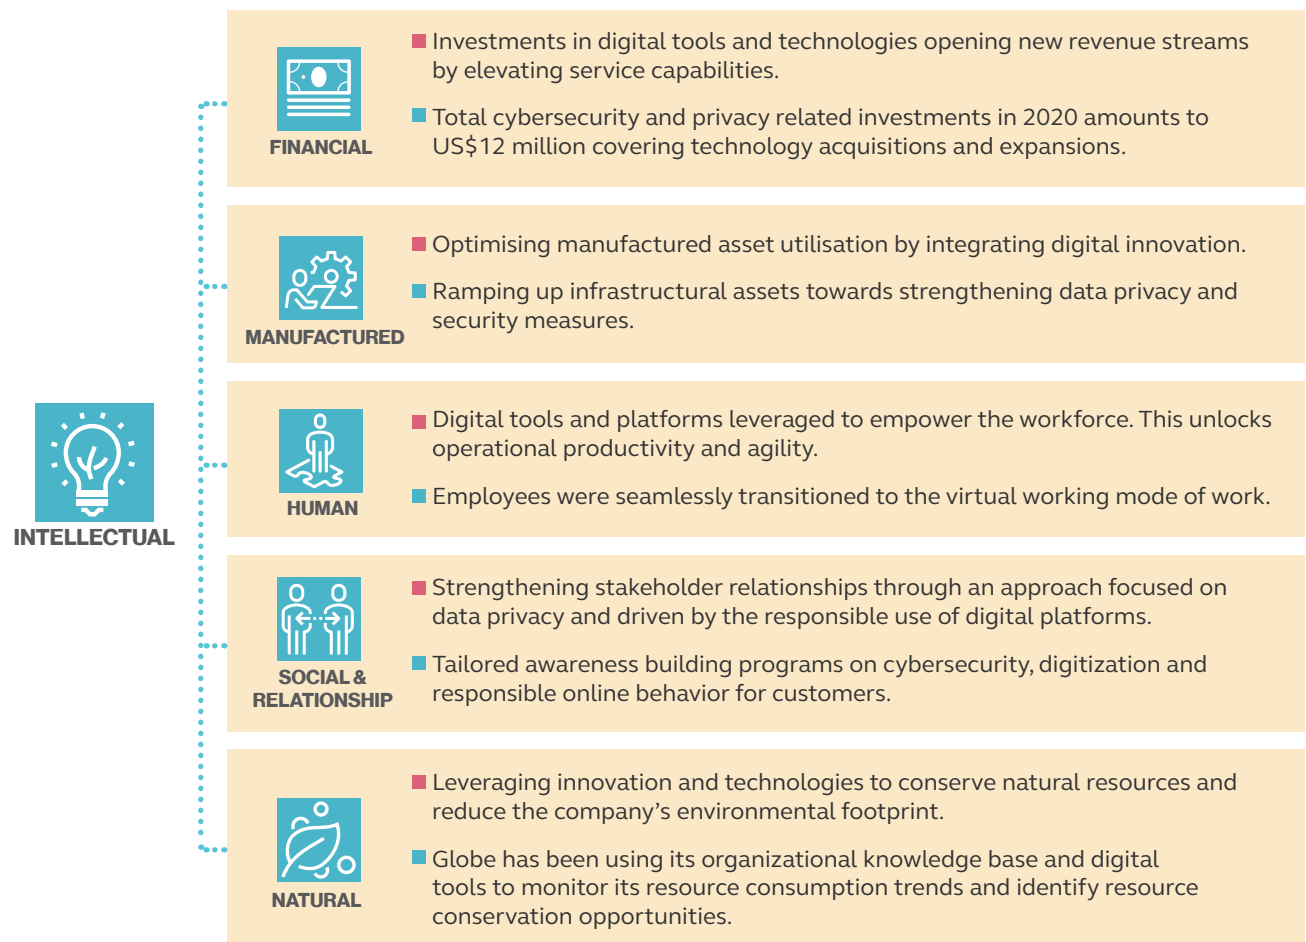 INTELLECTUAL
FINANCIAL
Investments in digital tools and technologies opening new revenue streams
by elevating service capabilities.
Total cybersecurity and privacy related investments in 2020 amounts to
US$12 million covering technology acquisitions and expansions.
MANUFACTURED
Optimising manufactured asset utilisation by integrating digital innovation.
Ramping up infrastructural assets towards strengthening data privacy and
security measures.
HUMAN
Digital tools and platforms leveraged to empower the workforce. This unlocks
operational productivity and agility.
Employees were seamlessly transitioned to the virtual working mode of work.
SOCIAL &
RELATIONSHIP
Strengthening stakeholder relationships through an approach focused on
data privacy and driven by the responsible use of digital platforms.
Tailored awareness building programs on cybersecurity, digitization and
responsible online behavior for customers.
NATURAL
Leveraging innovation and technologies to conserve natural resources and
reduce the company’s environmental footprint.
Globe has been using its organizational knowledge base and digital
tools to monitor its resource consumption trends and identify resource
conservation opportunities.